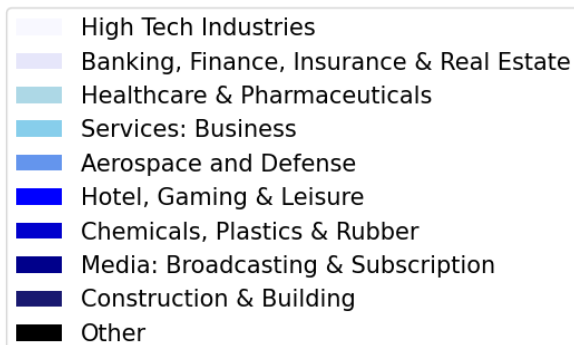 High Tech Industries
Banking, Finance, Insurance & Real Estate
Healthcare & Pharmaceuticals
Services: Business
Aerospace and Defense
Hotel, Gaming & Leisure
Chemicals, Plastics & Rubber
Media: Broadcasting & Subscription
Construction & Building
Other